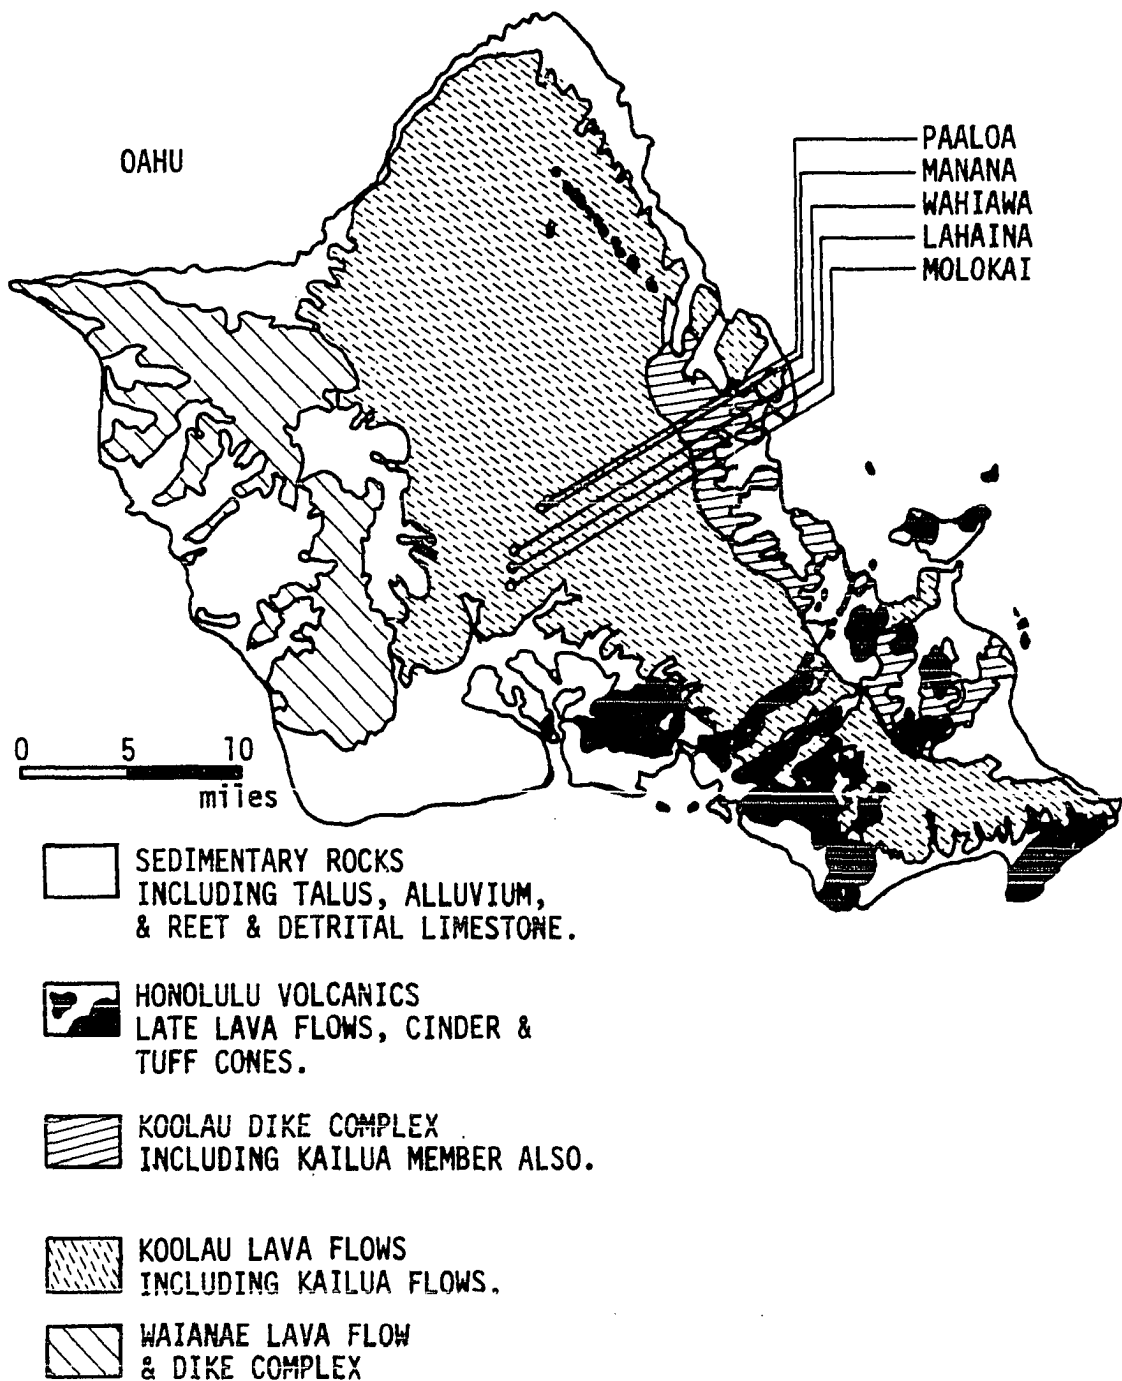 OAHU
PAALOA
MANANA
WAHIAWA
LAHAINA
MOLOKAI
0 5 10
miles
SEDIMENTARY ROCKS
INCLUDING TALUS, ALLUVIUM,
& REET & DETRITAL LIMESTONE.
HONOLULU VOLCANICS
LATE LAVA FLOWS, CINDER &
TUFF CONES.
KOOLAU DIKE COMPLEX
INCLUDING KAILUA MEMBER ALSO.
KOOLAU LAVA FLOWS
INCLUDING KAILUA FLOWS.
WAIANAE LAVA FLOW
& DIKE COMPLEX